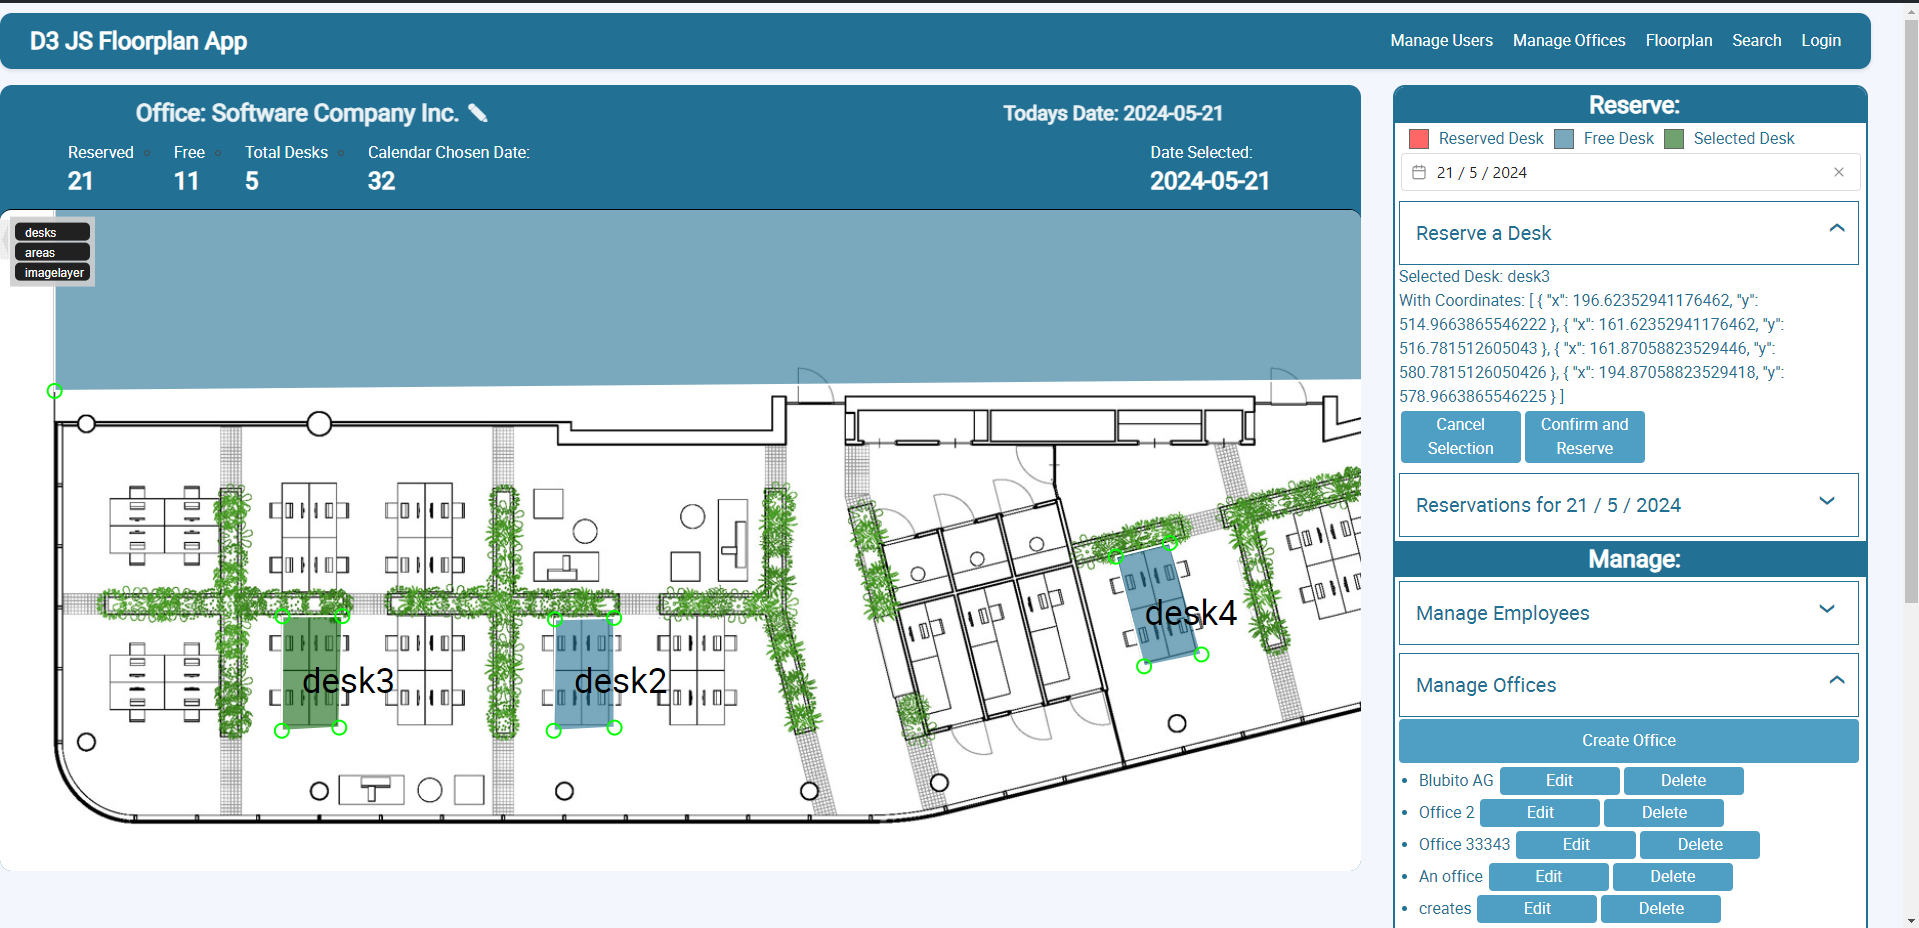 D3 JS Floorplan App
Manage Users Manage Offices Floorplan Search Login
Office: Software Company Inc.
Todays Date: 2024-05-21
Reserved Free Total Desks Calendar Chosen Date:
21 11 5 32
Date Selected:
2024-05-21
desks
areas
imagelayer
desk3
desk2
desk4
Reserve:
Reserved Desk Free Desk Selected Desk
21 / 5 / 2024
Reserve a Desk
Selected Desk: desk3
With Coordinates: [ { "x": 196.62352941176462, "y":
514.9663865546222 }, { "x": 161.62352941176462, "y":
516.781512605043 }, { "x": 161.87058823529446, "y":
580.7815126050426 }, { "x": 194.87058823529418, "y":
578.9663865546225 } ]
Cancel
Selection
Confirm and
Reserve
Reservations for 21 / 5 / 2024
Manage:
Manage Employees
Manage Offices
Create Office
Blubito AG Edit Delete
Office 2 Edit Delete
Office 33343 Edit Delete
An office Edit Delete
creates Edit Delete